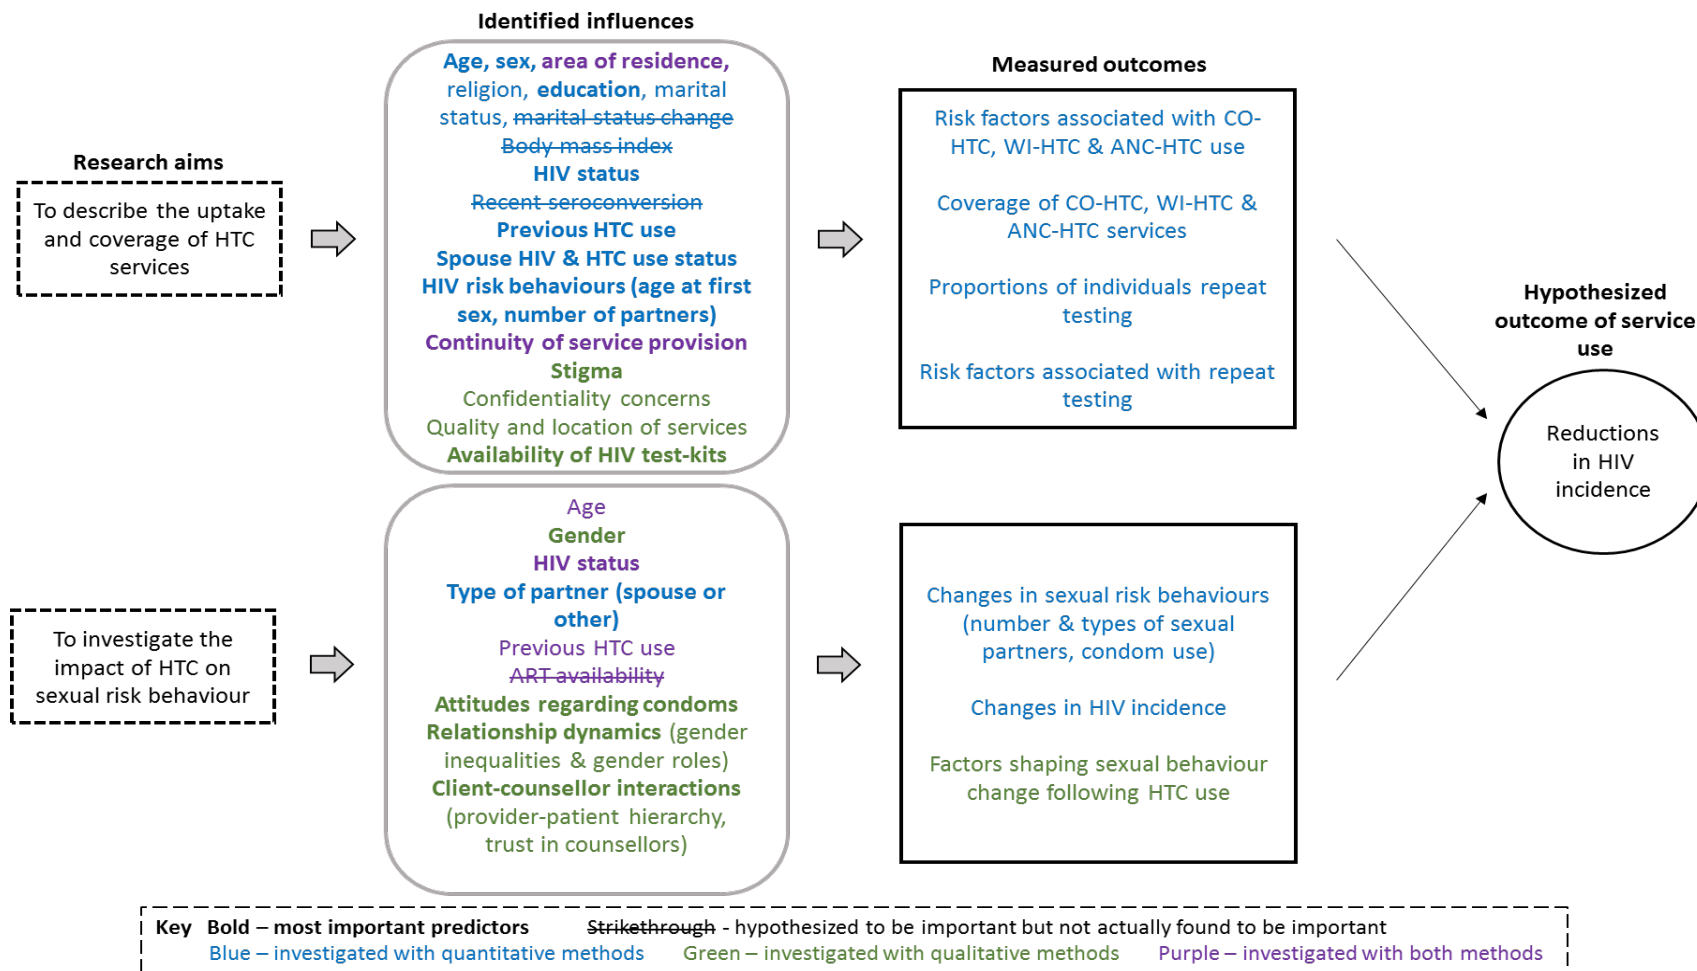 Identified influences
Age, sex, area of residence,
religion, education, marital
status, marital status change
Body mass index
HIV status
Recent seroconversion
Previous HTC use
Spouse HIV & HTC use status
HIV risk behaviours (age at first
sex, number of partners)
Continuity of service provision
Stigma
Confidentiality concerns
Quality and location of services
Availability of HIV test-kits
Research aims
To describe the uptake
and coverage of HTC
services
Measured outcomes
Risk factors associated with CO-
HTC, WI-HTC & ANC-HTC use
Coverage of CO-HTC, WI-HTC &
ANC-HTC services
Proportions of individuals repeat
testing
Risk factors associated with repeat
testing
Hypothesized
outcome of service
use
Reductions
in HIV
incidence
To investigate the
impact of HTC on
sexual risk behaviour
Age
Gender
HIV status
Type of partner (spouse or
other)
Previous HTC use
ART availability
Attitudes regarding condoms
Relationship dynamics (gender
inequalities & gender roles)
Client-counsellor interactions
(provider-patient hierarchy,
trust in counsellors)
Changes in sexual risk behaviours
(number & types of sexual
partners, condom use)
Changes in HIV incidence
Factors shaping sexual behaviour
change following HTC use
Key Bold – most important predictors Strikethrough - hypothesized to be important but not actually found to be important
Blue – investigated with quantitative methods Green – investigated with qualitative methods Purple – investigated with both methods